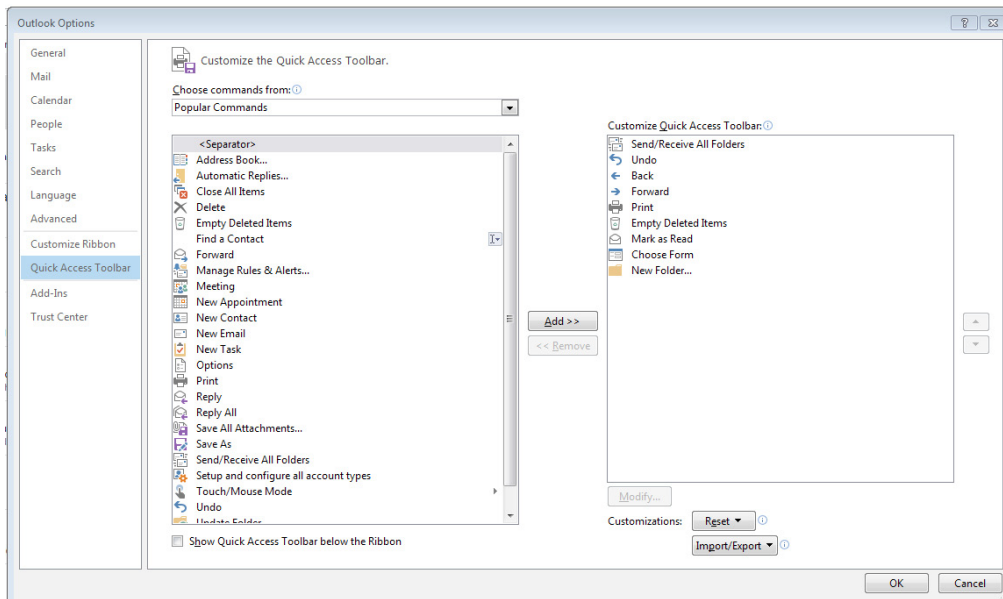 Outlook Options
General
Mail
Calendar
People
Tasks
Search
Language
Advanced
Customize Ribbon
Quick Access Toolbar
Add-Ins
Trust Center
Customize the Quick Access Toolbar.
Choose commands from:
Popular Commands
<Separator>
Address Book...
Automatic Replies...
Close All Items
Delete
Empty Deleted Items
Find a Contact
Forward
Manage Rules & Alerts...
Meeting
New Appointment
New Contact
New Email
New Task
Options
Print
Reply
Reply All
Save All Attachments...
Save As
Send/Receive All Folders
Setup and configure all account types
Touch/Mouse Mode
Undo
Update Folder
Show Quick Access Toolbar below the Ribbon
Add >>
<< Remove
Customize Quick Access Toolbar:
Send/Receive All Folders
Undo
Back
Forward
Print
Empty Deleted Items
Mark as Read
Choose Form
New Folder...
Modify...
Customizations: Reset
Import/Export
OK Cancel